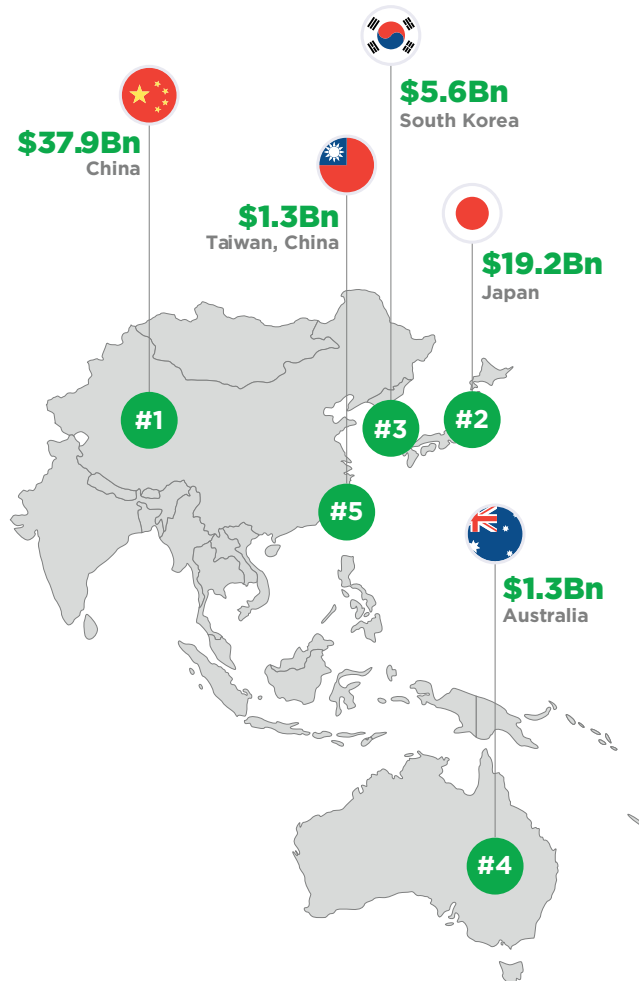 $5.6Bn
South Korea
$37.9Bn
China
$1.3Bn
Taiwan, China
$19.2Bn
Japan
#1
#3
#2
#5
$1.3Bn
Australia
#4